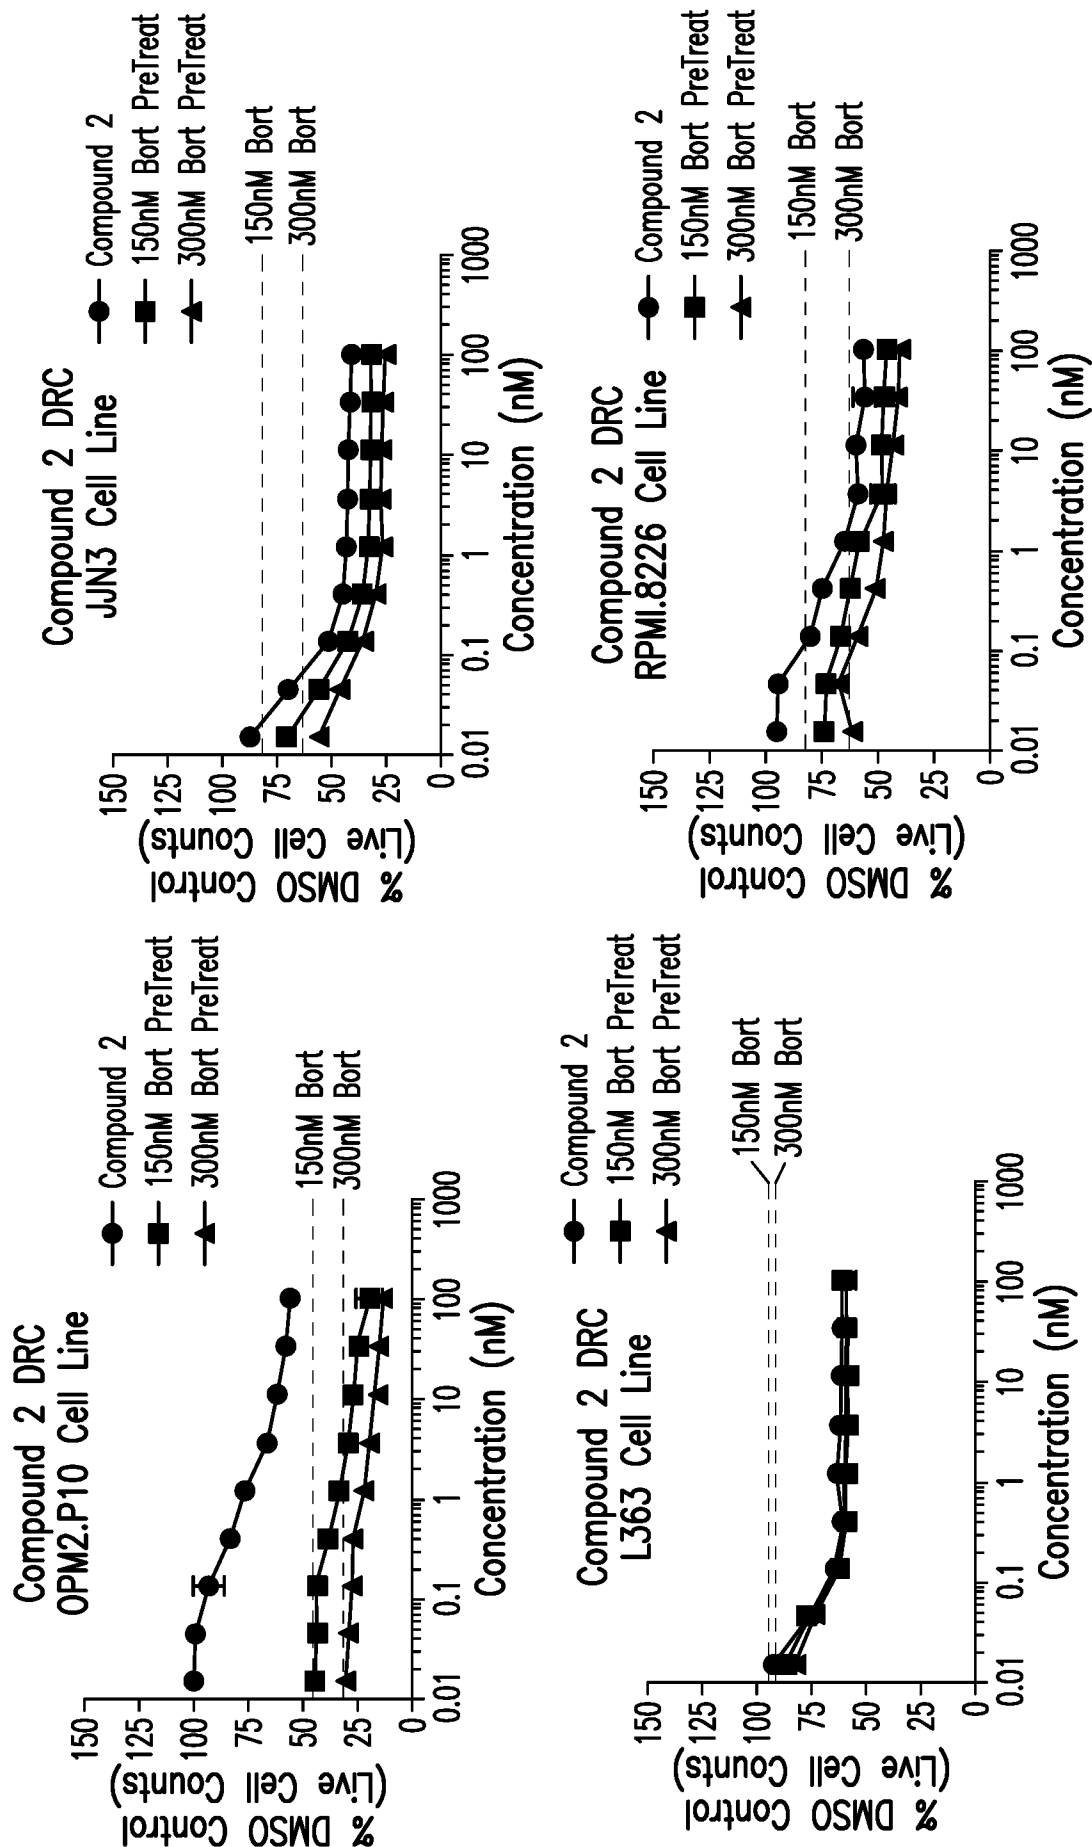 Compound 2 DRC
OPM2.P10 Cell Line
Compound 2
150nM Bort PreTreat
300nM Bort PreTreat
% DMSO Control
(Live Cell Counts)
150
125
100
75
50
25
0
150nM Bort
300nM Bort
0.01
0.1
1
10
100
1000
Concentration (nM)
Compound 2 DRC
JJN3 Cell Line
Compound 2
150nM Bort PreTreat
300nM Bort PreTreat
% DMSO Control
(Live Cell Counts)
150
125
100
75
50
25
0
150nM Bort
300nM Bort
0.01
0.1
1
10
100
1000
Concentration (nM)
Compound 2 DRC
L363 Cell Line
Compound 2
150nM Bort PreTreat
300nM Bort PreTreat
% DMSO Control
(Live Cell Counts)
150
125
100
75
50
25
0
150nM Bort
300nM Bort
0.01
0.1
1
10
100
1000
Concentration (nM)
Compound 2 DRC
RPMI.8226 Cell Line
Compound 2
150nM Bort PreTreat
300nM Bort PreTreat
% DMSO Control
(Live Cell Counts)
150
125
100
75
50
25
0
150nM Bort
300nM Bort
0.01
0.1
1
10
100
1000
Concentration (nM)